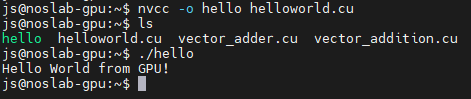 js@noslab-gpu:~$ nvcc -o hello helloworld.cu
js@noslab-gpu:~$ ls
hello  helloworld.cu  vector_adder.cu  vector_addition.cu
js@noslab-gpu:~$ ./hello
Hello World from GPU!
js@noslab-gpu:~$